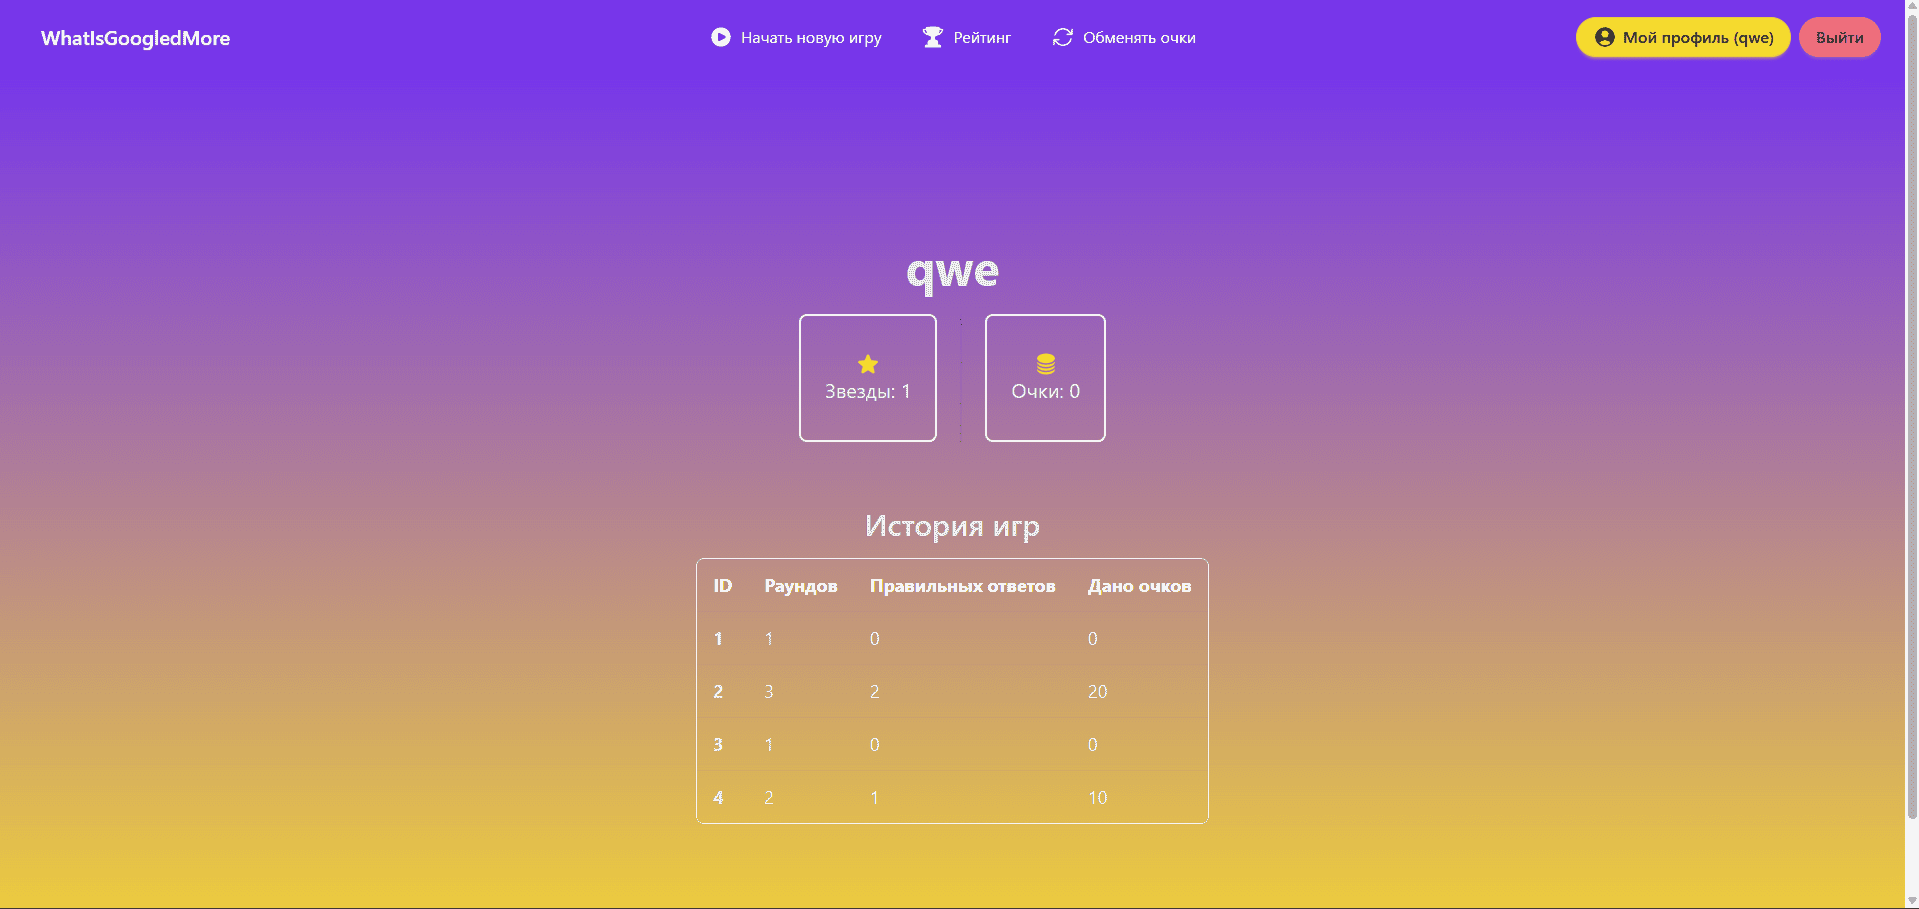 WhatIsGoogledMore
Начать новую игру
Рейтинг
Обменять очки
Мой профиль (qwe)
Выйти
qwe
Звезды: 1
Очки: 0
История игр
ID Раундов Правильных ответов Дано очков
1 1 0 0
2 3 2 20
3 1 0 0
4 2 1 10